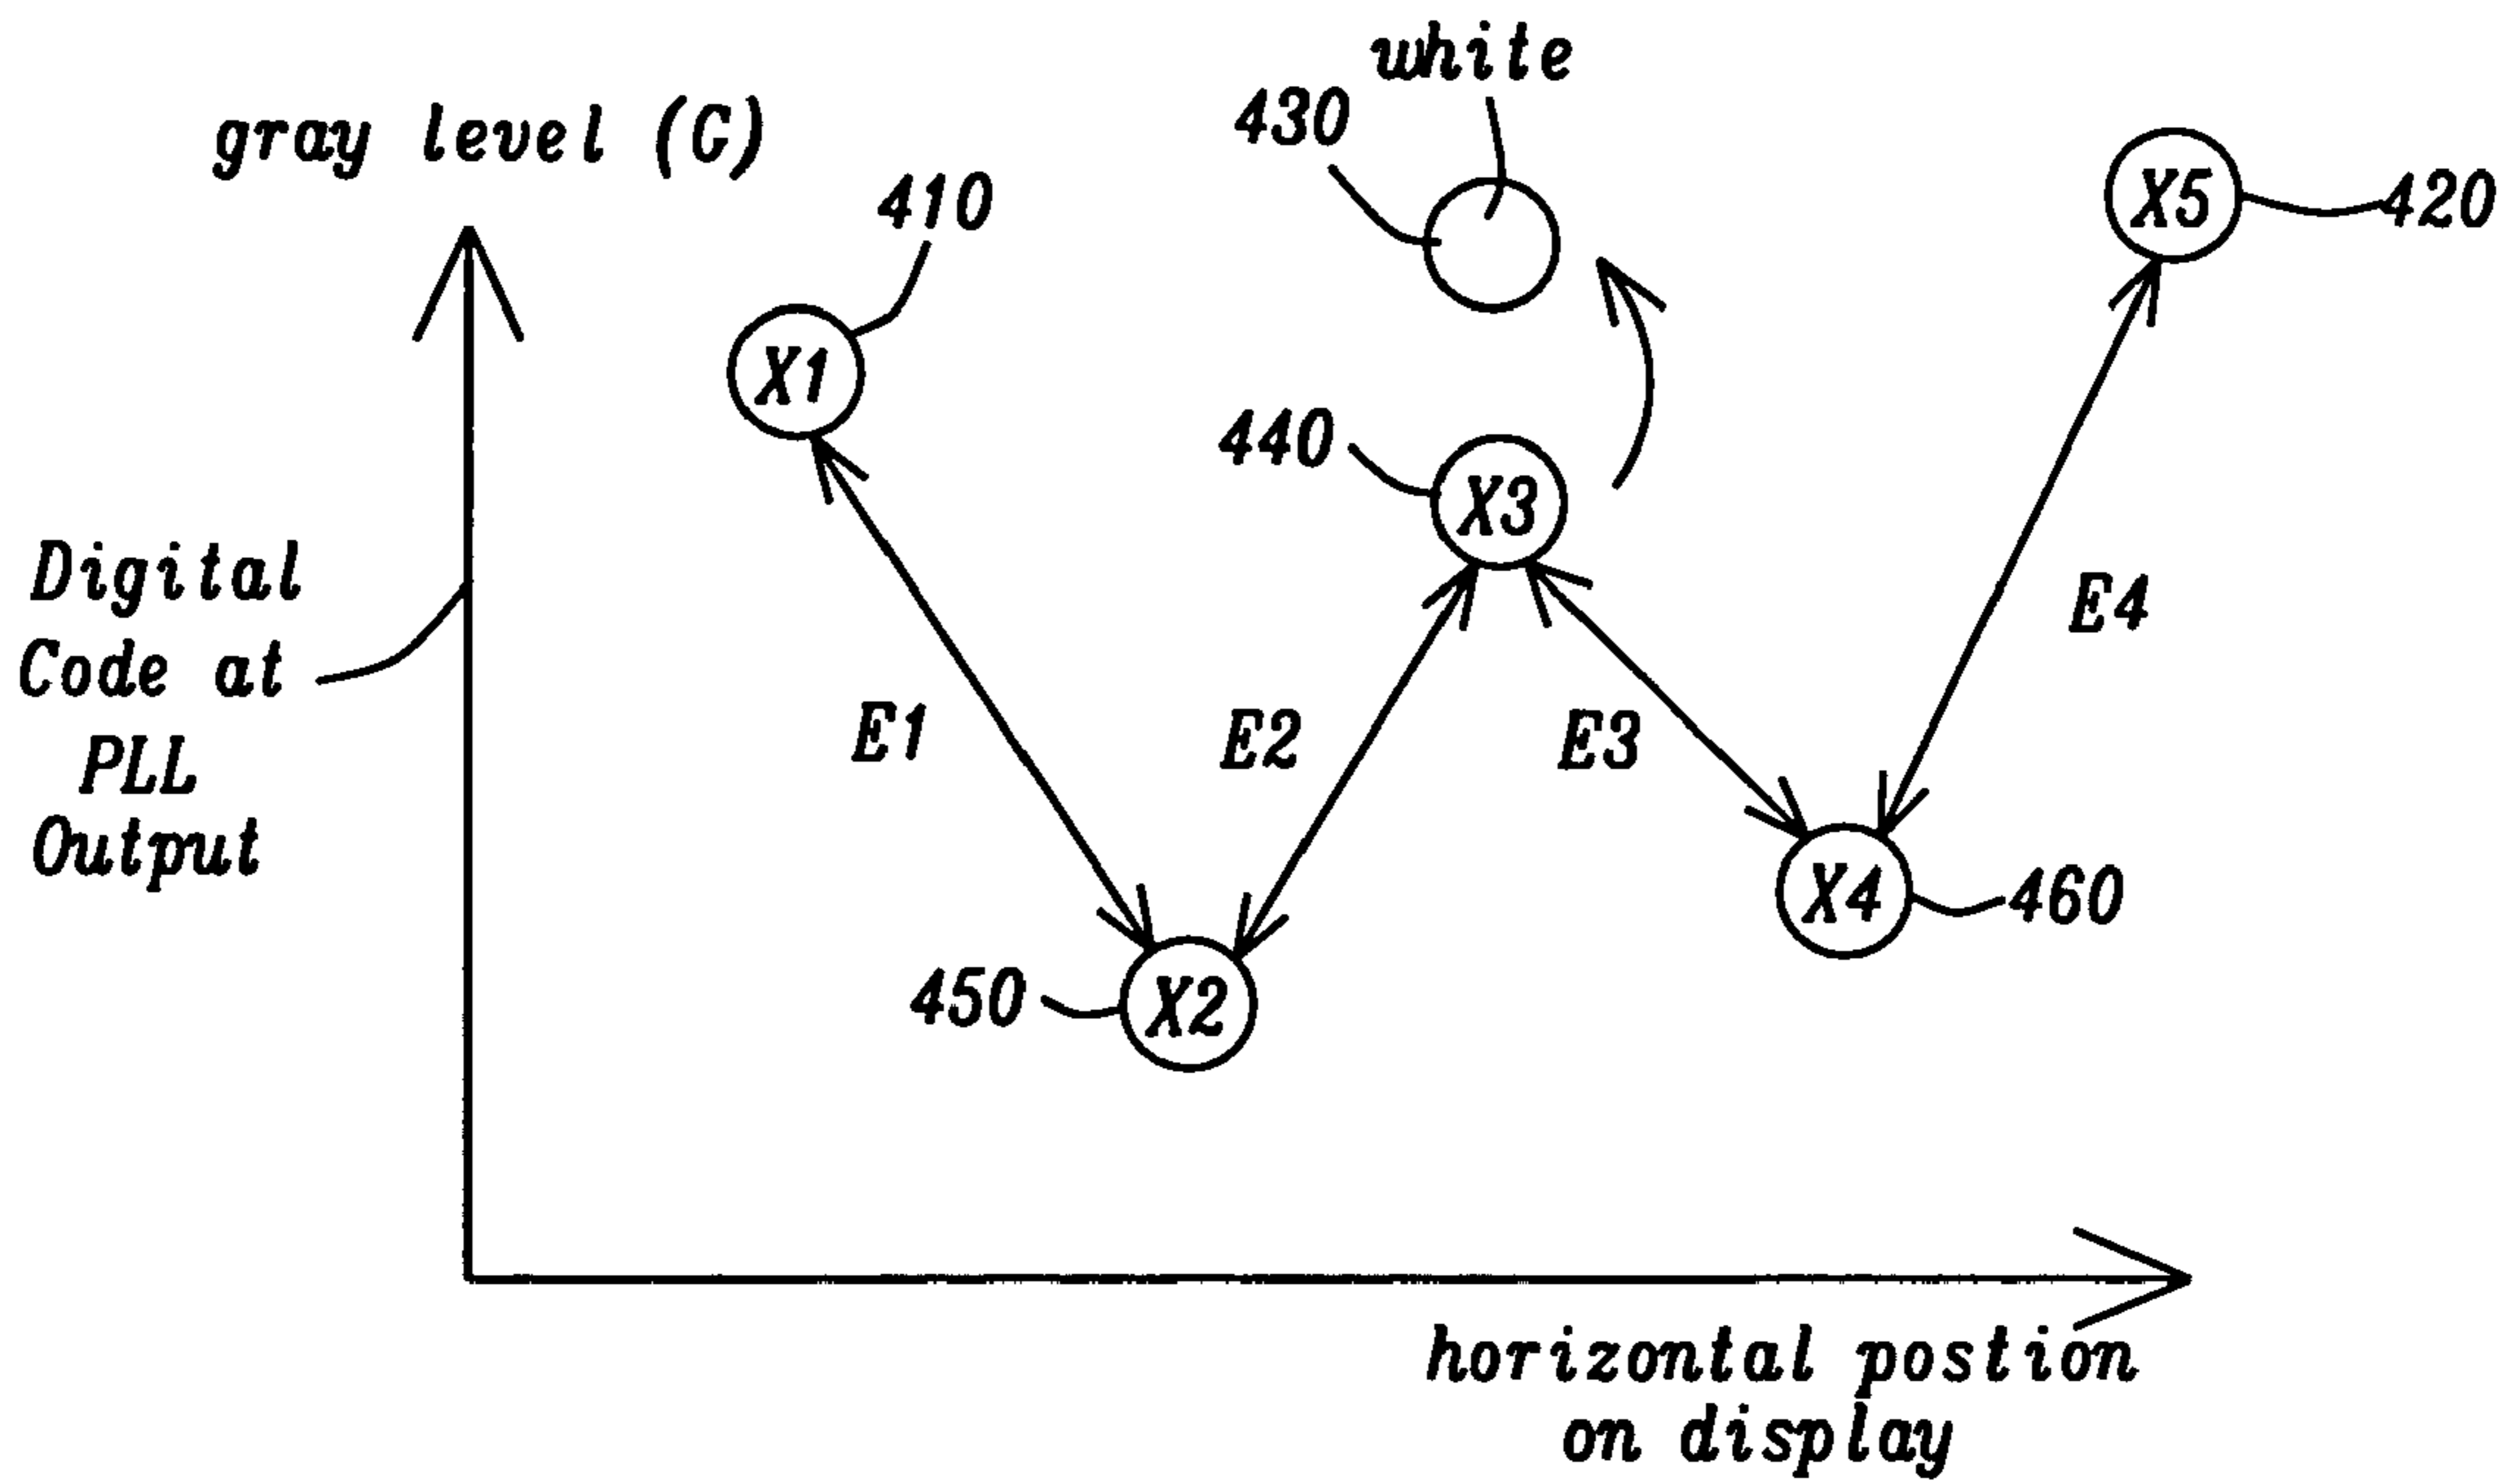 white
430
gray level (G)
410
X5
420
X1
440
X3
Digital
Code at
PLL
Output
E4
E1
E2
E3
X4
460
450
X2
horizontal postion
on display